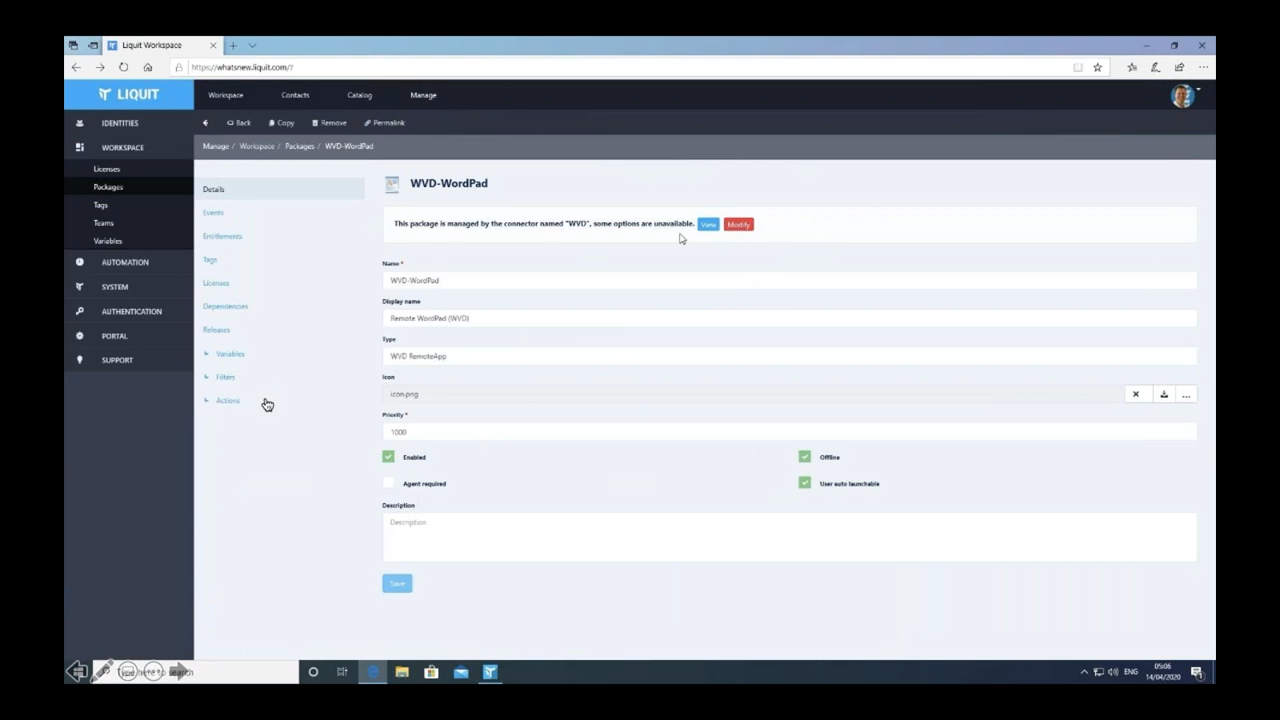 Liquit Workspace
https://whatsnew.liquit.com/?
LIQUIT
Workspace
Contacts
Catalog
Manage
IDENTITIES
Back
Copy
Remove
Permalink
WORKSPACE
Manage / Workspace / Packages / WVD-WordPad
Licenses
Packages
Tags
Teams
Variables
AUTOMATION
SYSTEM
AUTHENTICATION
PORTAL
SUPPORT
Details
Events
Entitlements
Tags
Licenses
Dependencies
Releases
Variables
Filters
Actions
WVD-WordPad
This package is managed by the connector named "WVD", some options are unavailable. View Modify
Name *
WVD-WordPad
Display name
Remote WordPad (WVD)
Type
WVD RemoteApp
Icon
icon.png
...
Priority *
1000
Enabled
Offline
Agent required
User auto launchable
Description
Description
Save
Type here to search
ENG
05:06
14/04/2020